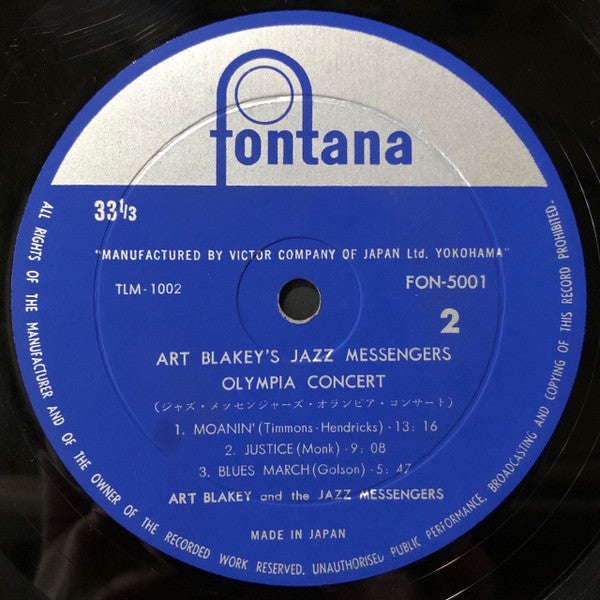 fontana
33 1/3
"MANUFACTURED BY VICTOR COMPANY OF JAPAN Ltd. YOKOHAMA"
TLM-1002 FON-5001
2
ART BLAKEY'S JAZZ MESSENGERS
OLYMPIA CONCERT
(ジャズ・メッセンジャーズ・オランピア・コンサート)
1. MOANIN' (Timmons-Hendricks)・13: 16
2. JUSTICE (Monk)・9: 08
3. BLUES MARCH (Golson)・5: 47
ART BLAKEY and the JAZZ MESSENGERS
MADE IN JAPAN
ALL RIGHTS OF THE MANUFACTURER AND OF THE OWNER OF THE RECORDED WORK RESERVED. UNAUTHORISED PUBLIC PERFORMANCE, BROADCASTING AND COPYING OF THIS RECORD PROHIBITED.